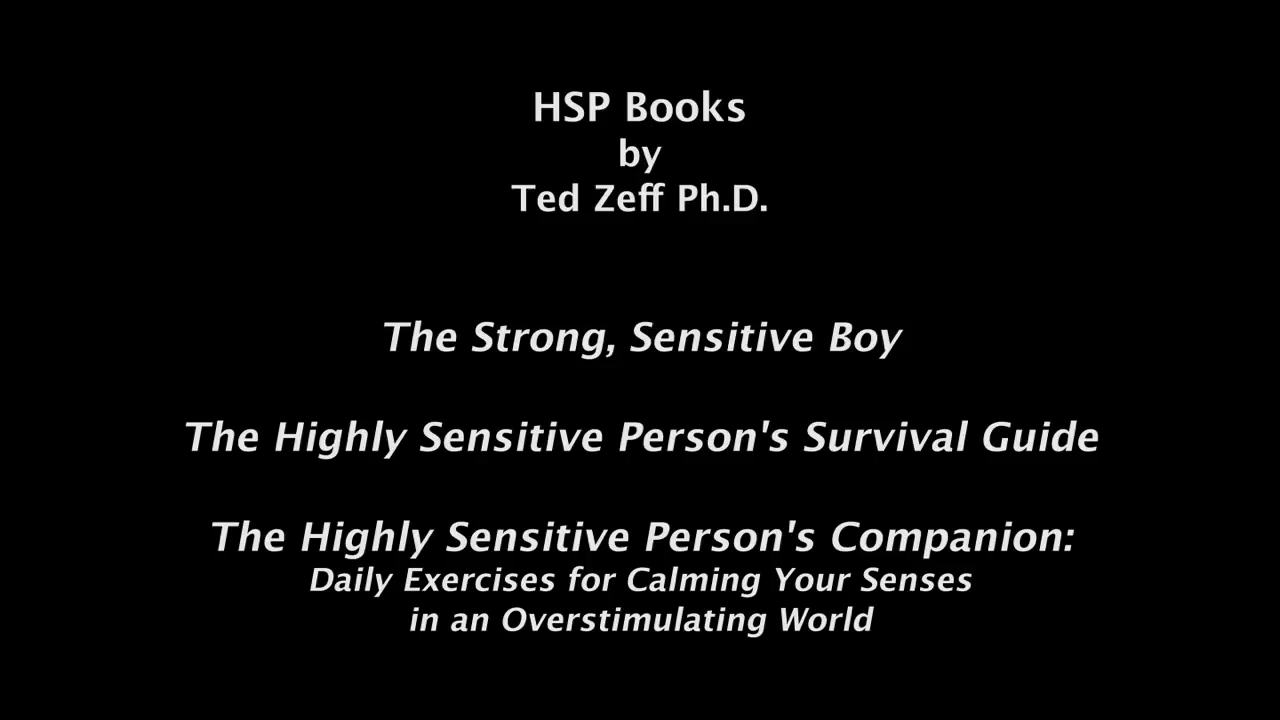 HSP Books
by
Ted Zeff Ph.D.
The Strong, Sensitive Boy
The Highly Sensitive Person's Survival Guide
The Highly Sensitive Person's Companion:
Daily Exercises for Calming Your Senses
in an Overstimulating World